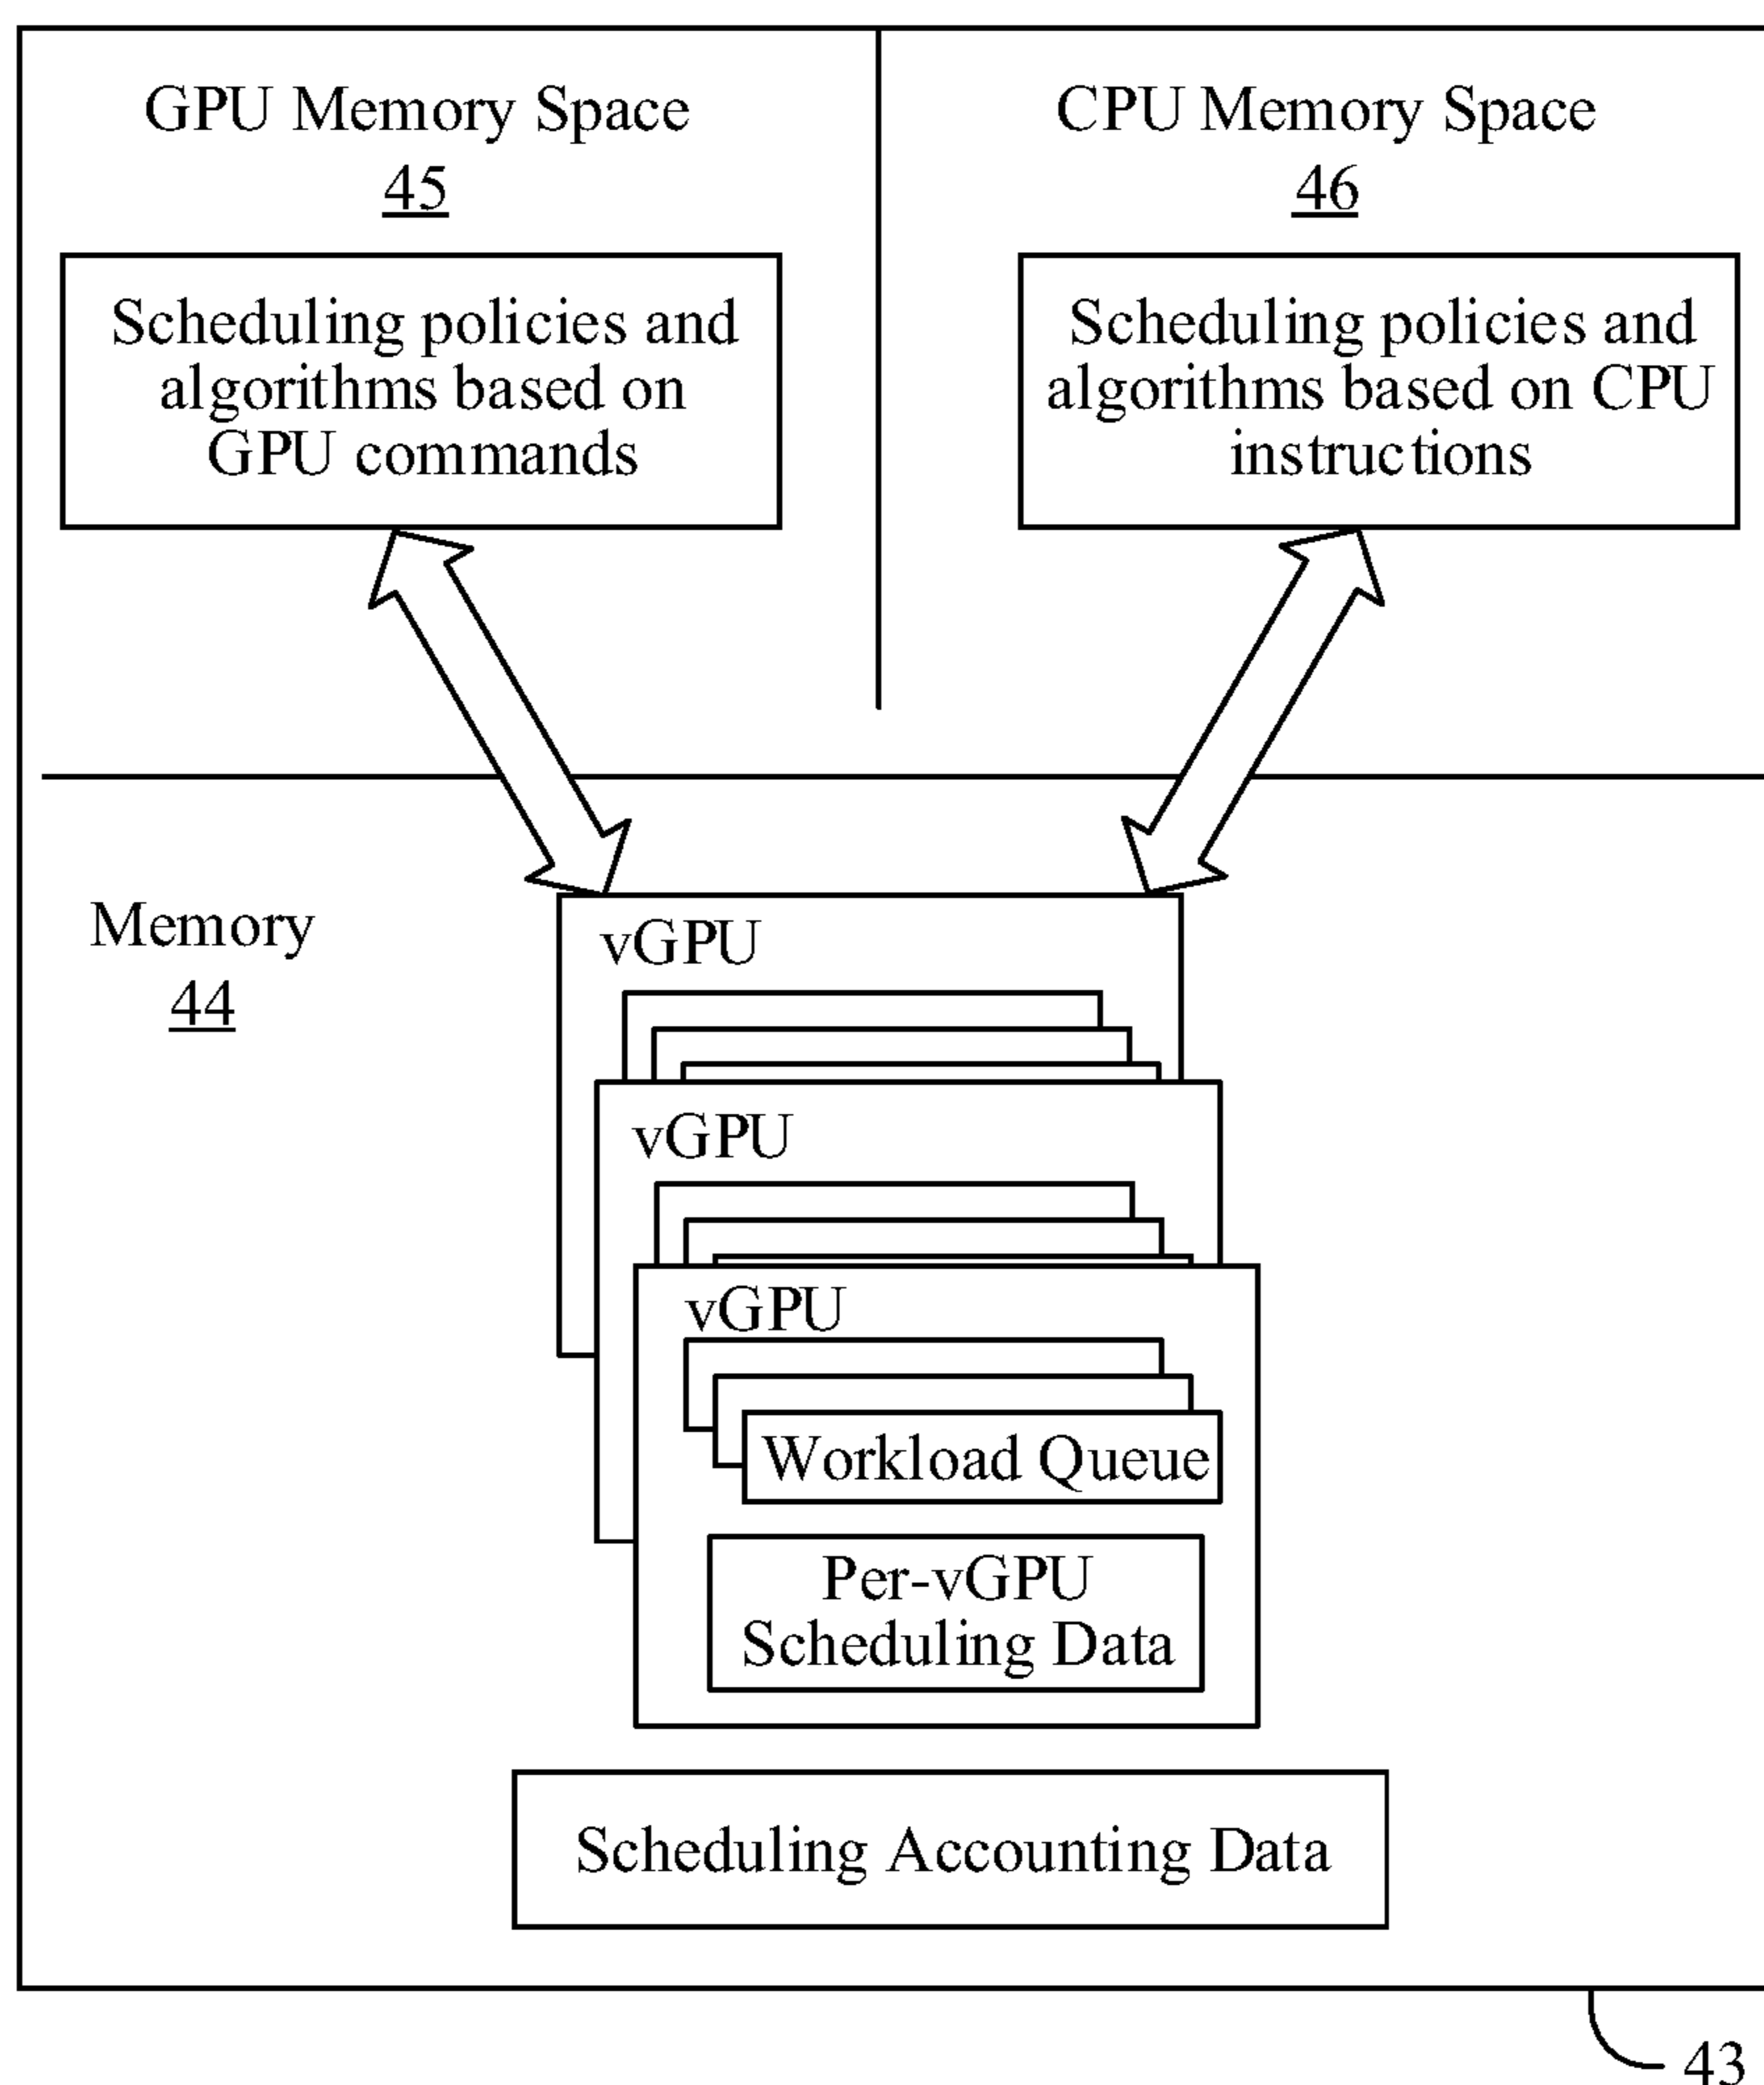 GPU Memory Space
45
CPU Memory Space
46
Scheduling policies and
algorithms based on
GPU commands
Scheduling policies and
algorithms based on CPU
instructions
Memory
44
vGPU
vGPU
vGPU
Workload Queue
Per-vGPU
Scheduling Data
Scheduling Accounting Data
43